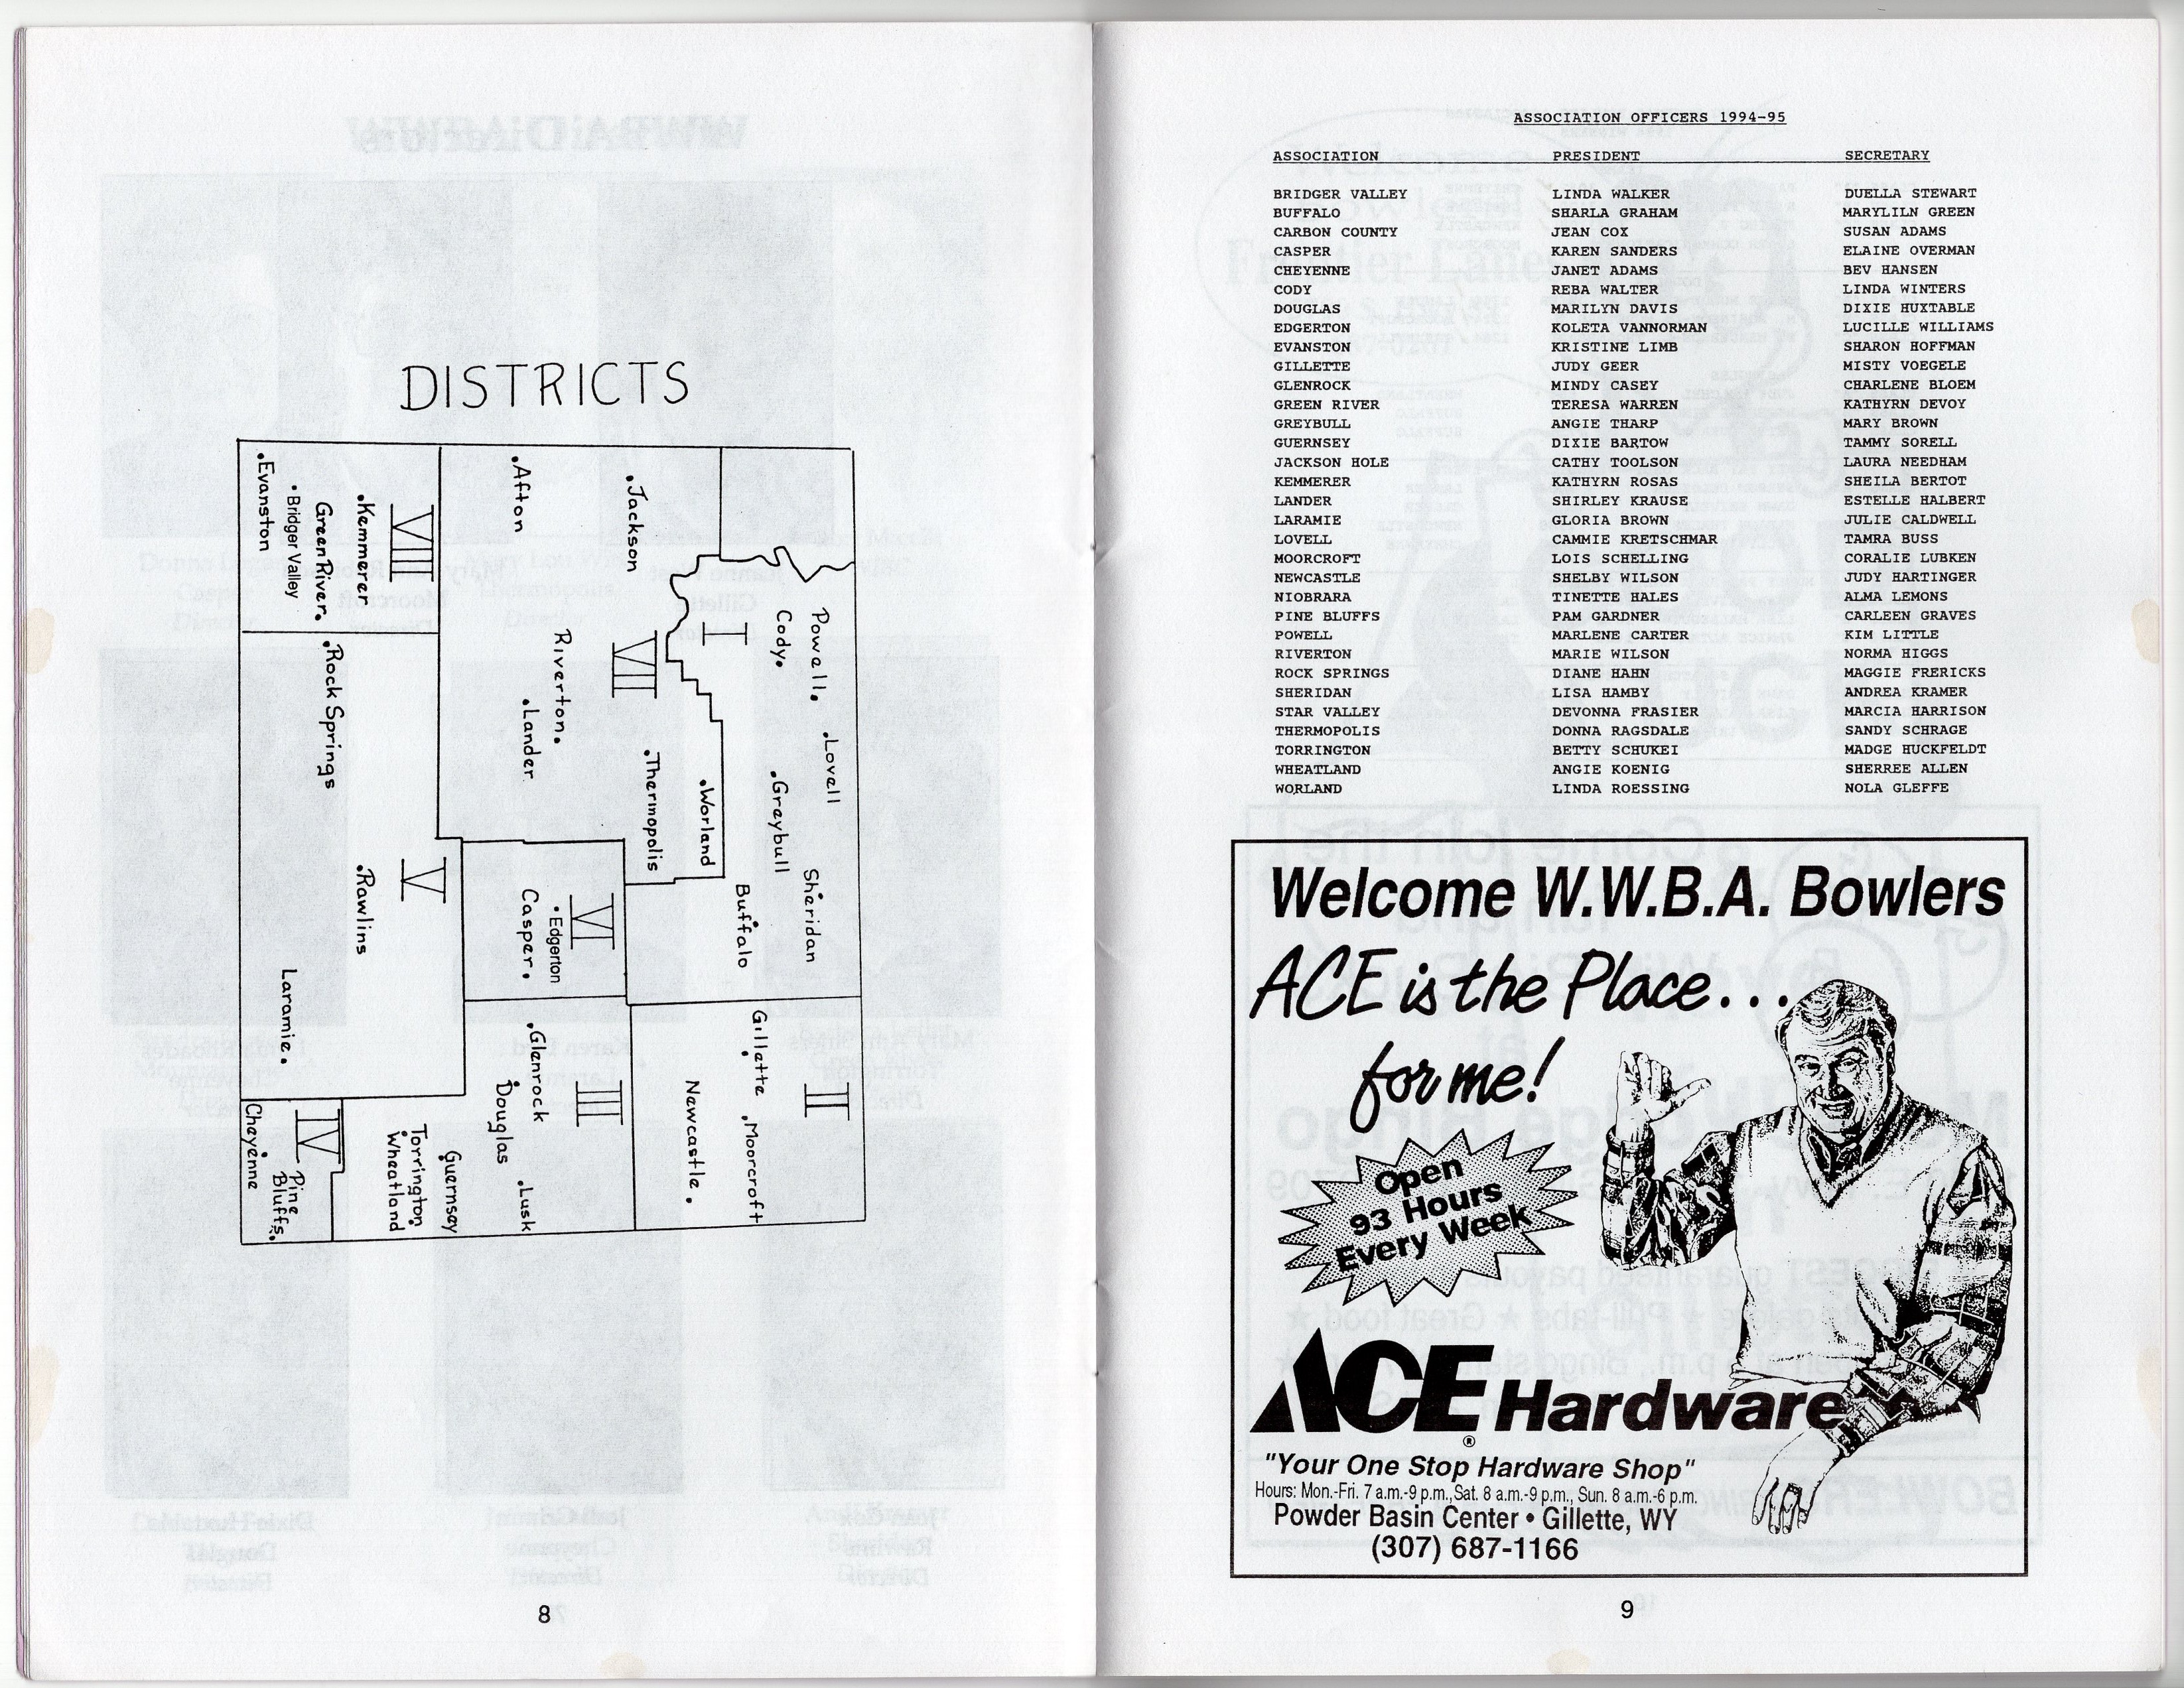 DISTRICTS
.Evanston
.Bridger Valley
Green River.
.Kemmerer
VIII
.Afton
.Jackson
Powell.
Cody.
I
VII
Riverton.
.Lander
.Rock Springs
.Lovell
.Greybull
.Worland
.Thermopolis
Sheridan
Buffalo
VI
.Edgerton
Casper.
V
.Rawlins
Laramie.
Gillette
II
.Moorcroft
Newcastle.
III
.Glenrock
Douglas
.Lusk
Guernsey
Torrington
Wheatland
IV
Cheyenne
Pine
Bluffs.
8
ASSOCIATION OFFICERS 1994-95
ASSOCIATION PRESIDENT SECRETARY
BRIDGER VALLEY LINDA WALKER DUELLA STEWART
BUFFALO SHARLA GRAHAM MARYLILN GREEN
CARBON COUNTY JEAN COX SUSAN ADAMS
CASPER KAREN SANDERS ELAINE OVERMAN
CHEYENNE JANET ADAMS BEV HANSEN
CODY REBA WALTER LINDA WINTERS
DOUGLAS MARILYN DAVIS DIXIE HUXTABLE
EDGERTON KOLETA VANNORMAN LUCILLE WILLIAMS
EVANSTON KRISTINE LIMB SHARON HOFFMAN
GILLETTE JUDY GEER MISTY VOEGELE
GLENROCK MINDY CASEY CHARLENE BLOEM
GREEN RIVER TERESA WARREN KATHYRN DEVOY
GREYBULL ANGIE THARP MARY BROWN
GUERNSEY DIXIE BARTOW TAMMY SORELL
JACKSON HOLE CATHY TOOLSON LAURA NEEDHAM
KEMMERER KATHYRN ROSAS SHEILA BERTOT
LANDER SHIRLEY KRAUSE ESTELLE HALBERT
LARAMIE GLORIA BROWN JULIE CALDWELL
LOVELL CAMMIE KRETSCHMAR TAMRA BUSS
MOORCROFT LOIS SCHELLING CORALIE LUBKEN
NEWCASTLE SHELBY WILSON JUDY HARTINGER
NIOBRARA TINETTE HALES ALMA LEMONS
PINE BLUFFS PAM GARDNER CARLEEN GRAVES
POWELL MARLENE CARTER KIM LITTLE
RIVERTON MARIE WILSON NORMA HIGGS
ROCK SPRINGS DIANE HAHN MAGGIE FRERICKS
SHERIDAN LISA HAMBY ANDREA KRAMER
STAR VALLEY DEVONNA FRASIER MARCIA HARRISON
THERMOPOLIS DONNA RAGSDALE SANDY SCHRAGE
TORRINGTON BETTY SCHUKEI MADGE HUCKFELDT
WHEATLAND ANGIE KOENIG SHERREE ALLEN
WORLAND LINDA ROESSING NOLA GLEFFE
Welcome W.W.B.A. Bowlers
ACE is the Place...
for me!
Open
93 Hours
Every Week
ACE Hardware
®
"Your One Stop Hardware Shop"
Hours: Mon.-Fri. 7 a.m.-9 p.m., Sat. 8 a.m.-9 p.m., Sun. 8 a.m.-6 p.m.
Powder Basin Center • Gillette, WY
(307) 687-1166
9